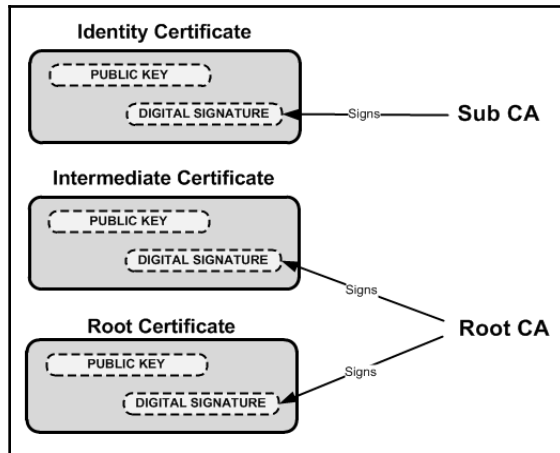 Identity Certificate
PUBLIC KEY
DIGITAL SIGNATURE
Signs
Sub CA
Intermediate Certificate
PUBLIC KEY
DIGITAL SIGNATURE
Signs
Root CA
Root Certificate
PUBLIC KEY
Signs
DIGITAL SIGNATURE